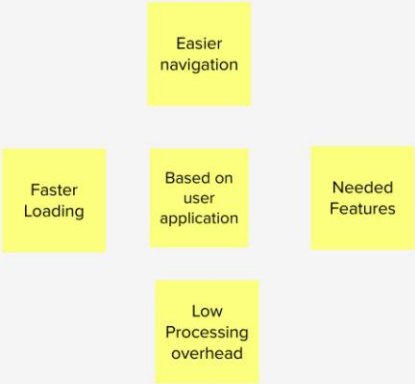 Easier
navigation
Faster
Loading
Based on
user
application
Needed
Features
Low
Processing
overhead